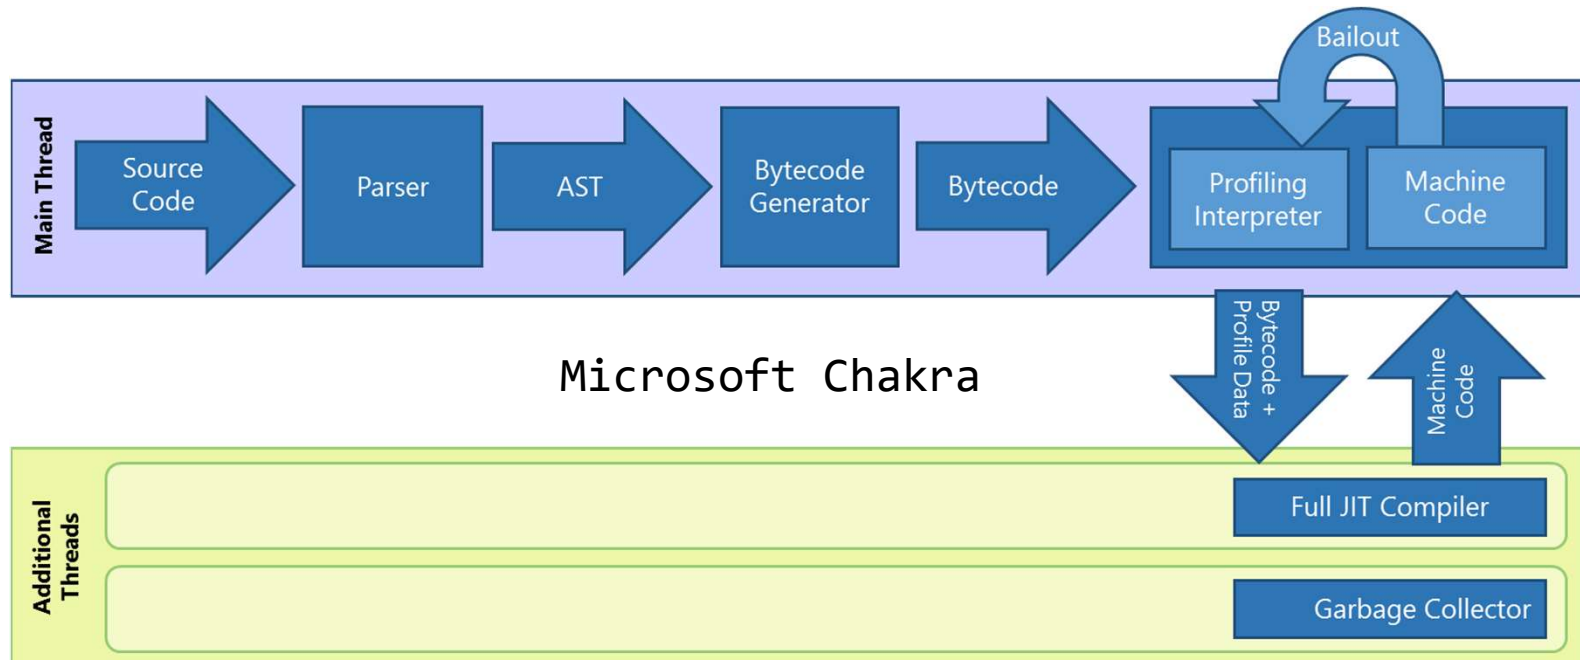 Bailout
Main Thread
Source
Code
Parser
AST
Bytecode
Generator
Bytecode
Profiling
Interpreter
Machine
Code
Bytecode +
Profile Data
Machine
Code
Microsoft Chakra
Additional
Threads
Full JIT Compiler
Garbage Collector